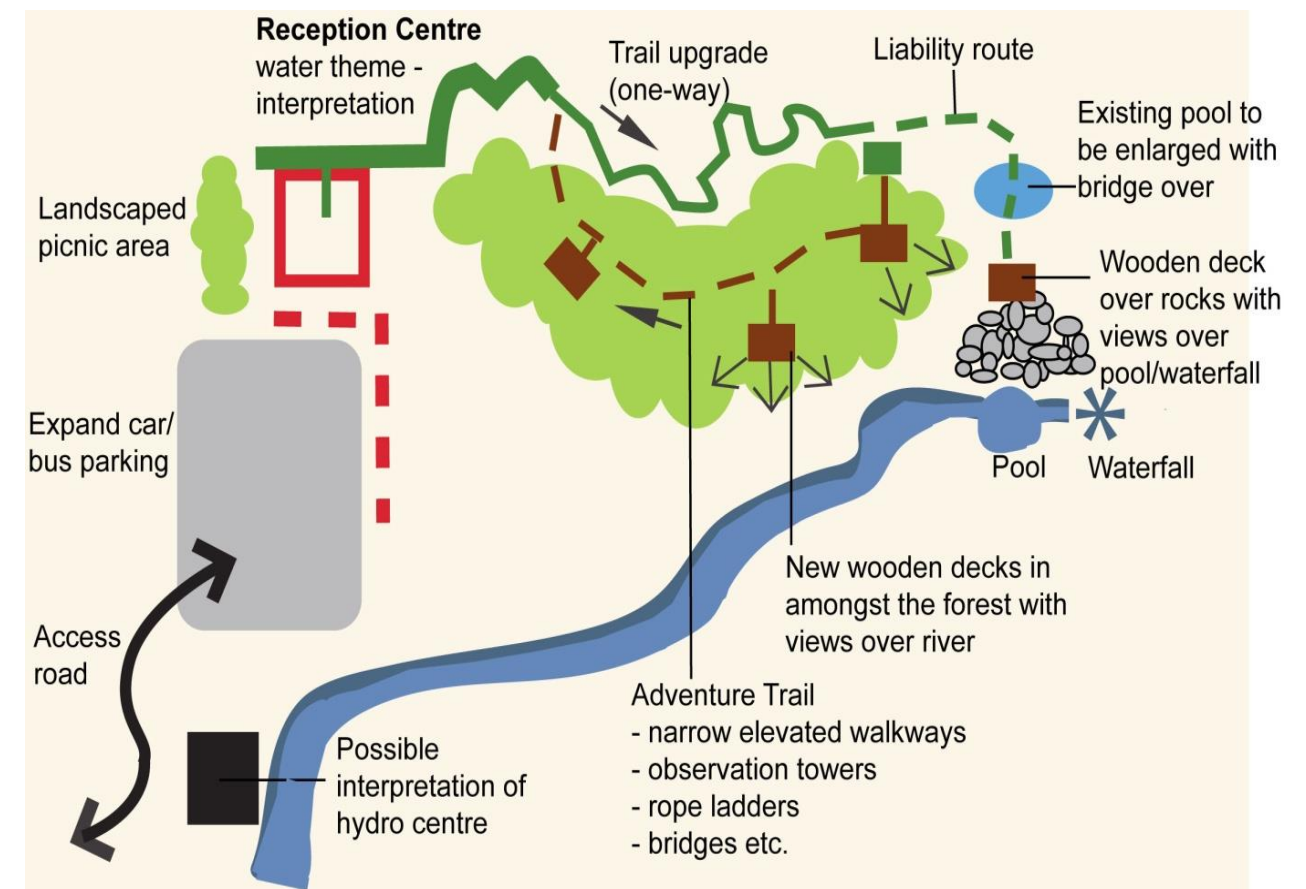 Reception Centre
water theme -
interpretation
Trail upgrade
(one-way)
Liability route
Existing pool to
be enlarged with
bridge over
Landscaped
picnic area
Wooden deck
over rocks with
views over
pool/waterfall
Expand car/
bus parking
Pool
Waterfall
New wooden decks in
amongst the forest with
views over river
Access
road
Adventure Trail
- narrow elevated walkways
- observation towers
- rope ladders
- bridges etc.
Possible
interpretation of
hydro centre